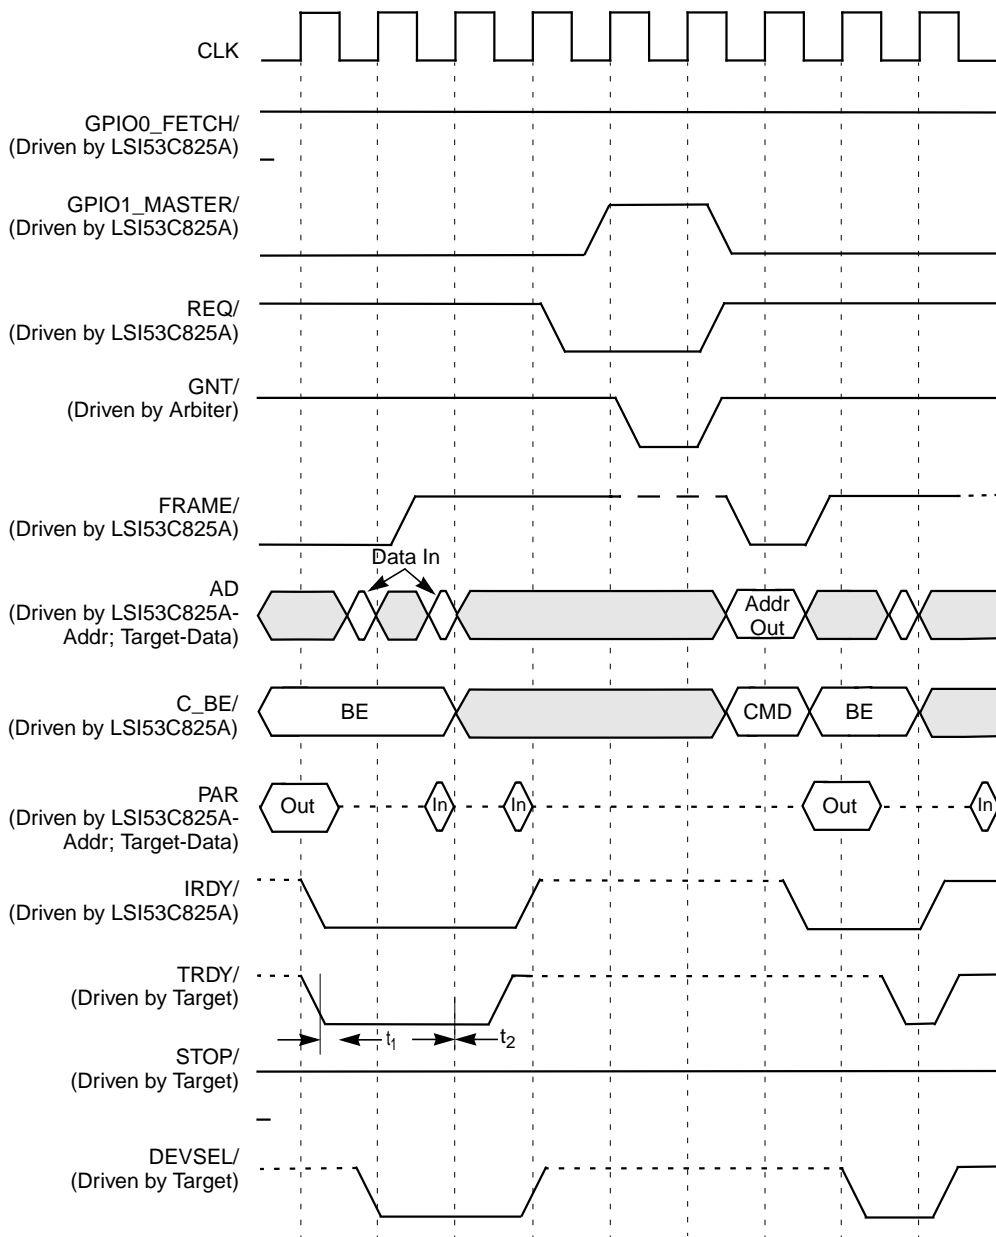 CLK
GPIO0_FETCH/
(Driven by LSI53C825A)
GPIO1_MASTER/
(Driven by LSI53C825A)
REQ/
(Driven by LSI53C825A)
GNT/
(Driven by Arbiter)
FRAME/
(Driven by LSI53C825A)
Data In
AD
(Driven by LSI53C825A-
Addr; Target-Data)
Addr
Out
C_BE/
(Driven by LSI53C825A)
BE
CMD
BE
PAR
(Driven by LSI53C825A-
Addr; Target-Data)
Out
In
In
Out
In
IRDY/
(Driven by LSI53C825A)
TRDY/
(Driven by Target)
t1
t2
STOP/
(Driven by Target)
DEVSEL/
(Driven by Target)